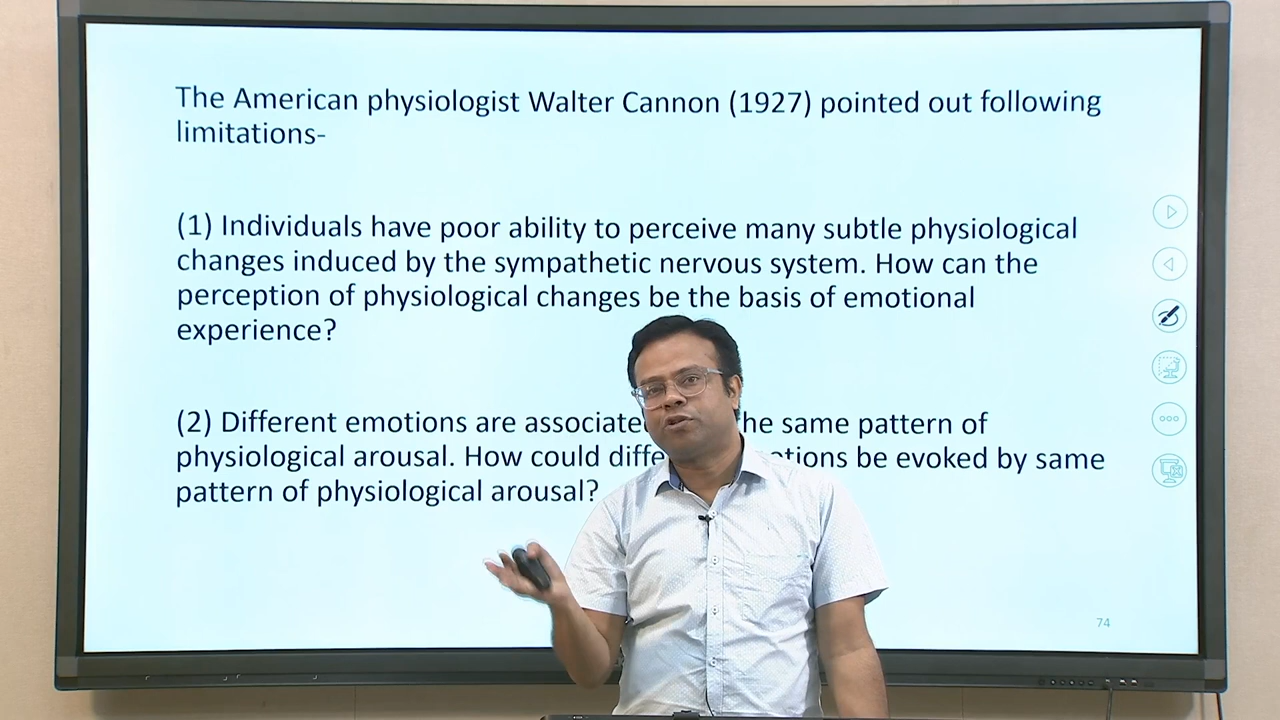 The American physiologist Walter Cannon (1927) pointed out following
limitations-
(1) Individuals have poor ability to perceive many subtle physiological
changes induced by the sympathetic nervous system. How can the
perception of physiological changes be the basis of emotional
experience?
(2) Different emotions are associate he same pattern of
physiological arousal. How could diffe otions be evoked by same
pattern of physiological arousal?
74